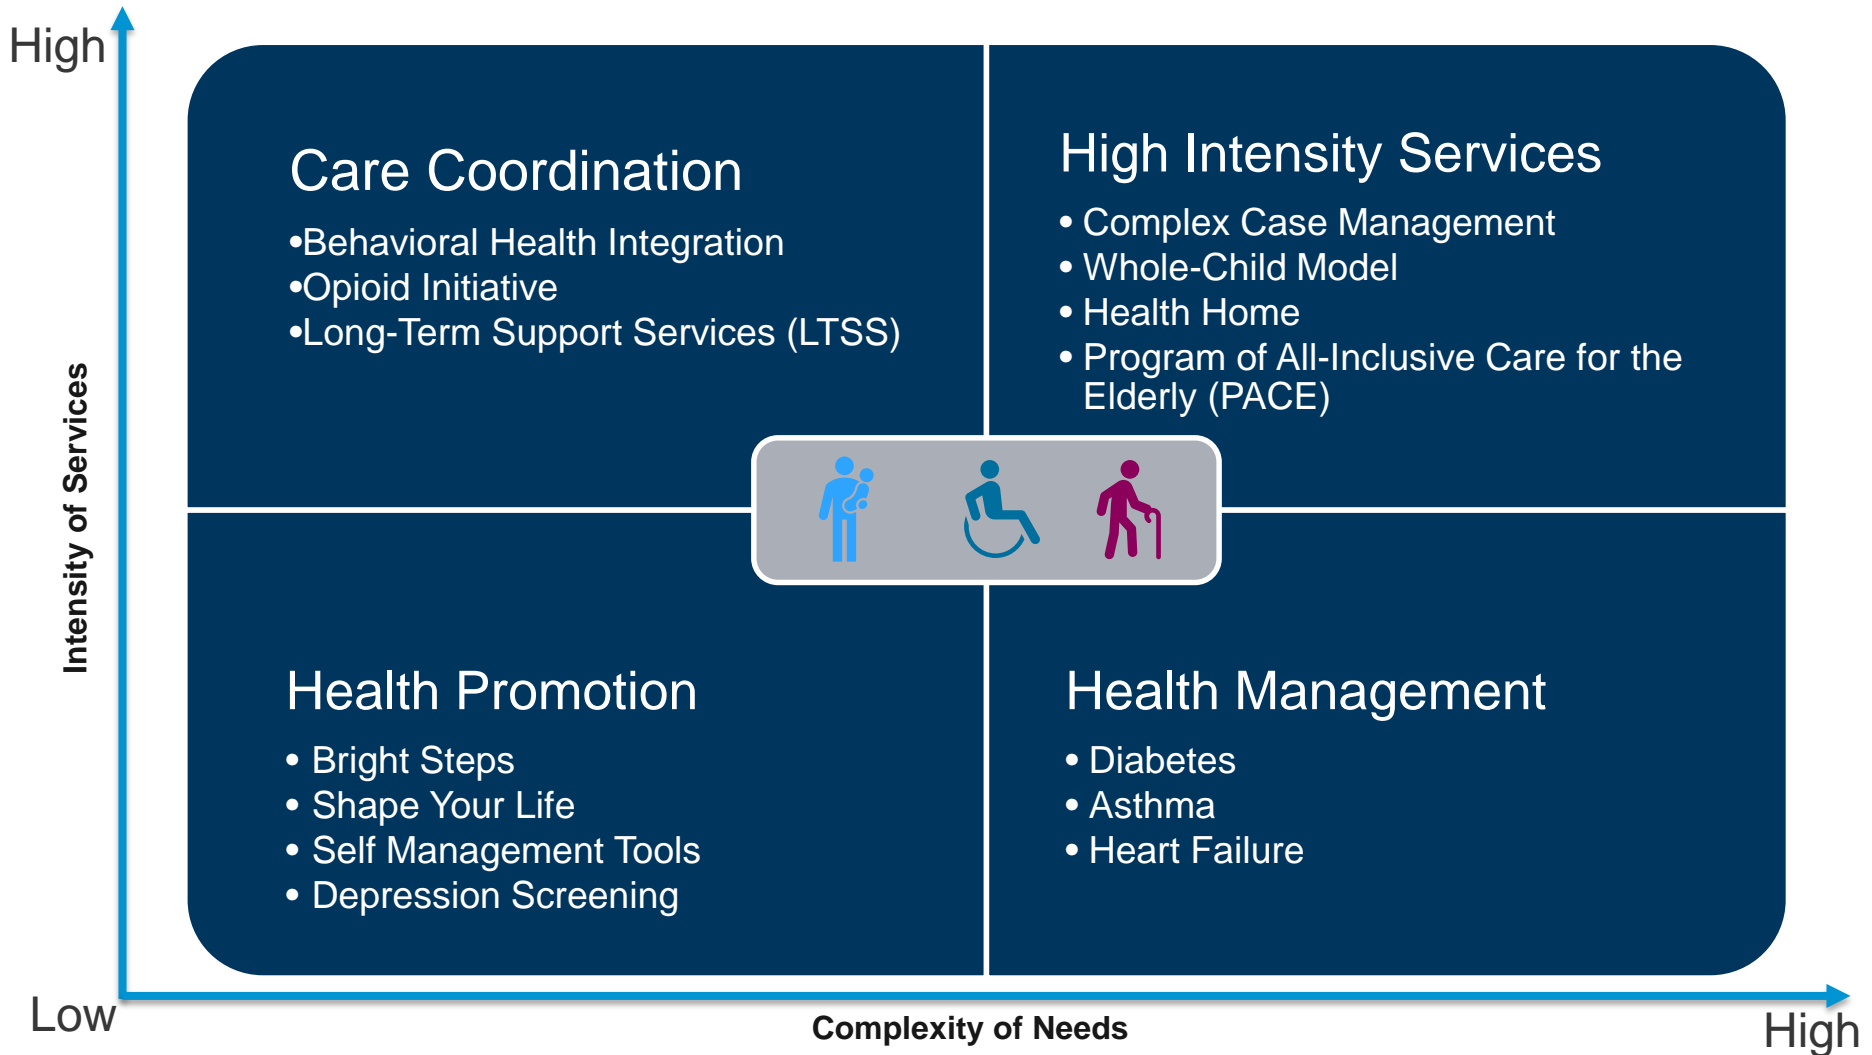 High
Intensity of Services
Care Coordination
•Behavioral Health Integration
•Opioid Initiative
•Long-Term Support Services (LTSS)
High Intensity Services
• Complex Case Management
• Whole-Child Model
• Health Home
• Program of All-Inclusive Care for the
Elderly (PACE)
Health Promotion
• Bright Steps
• Shape Your Life
• Self Management Tools
• Depression Screening
Health Management
• Diabetes
• Asthma
• Heart Failure
Low
Complexity of Needs
High